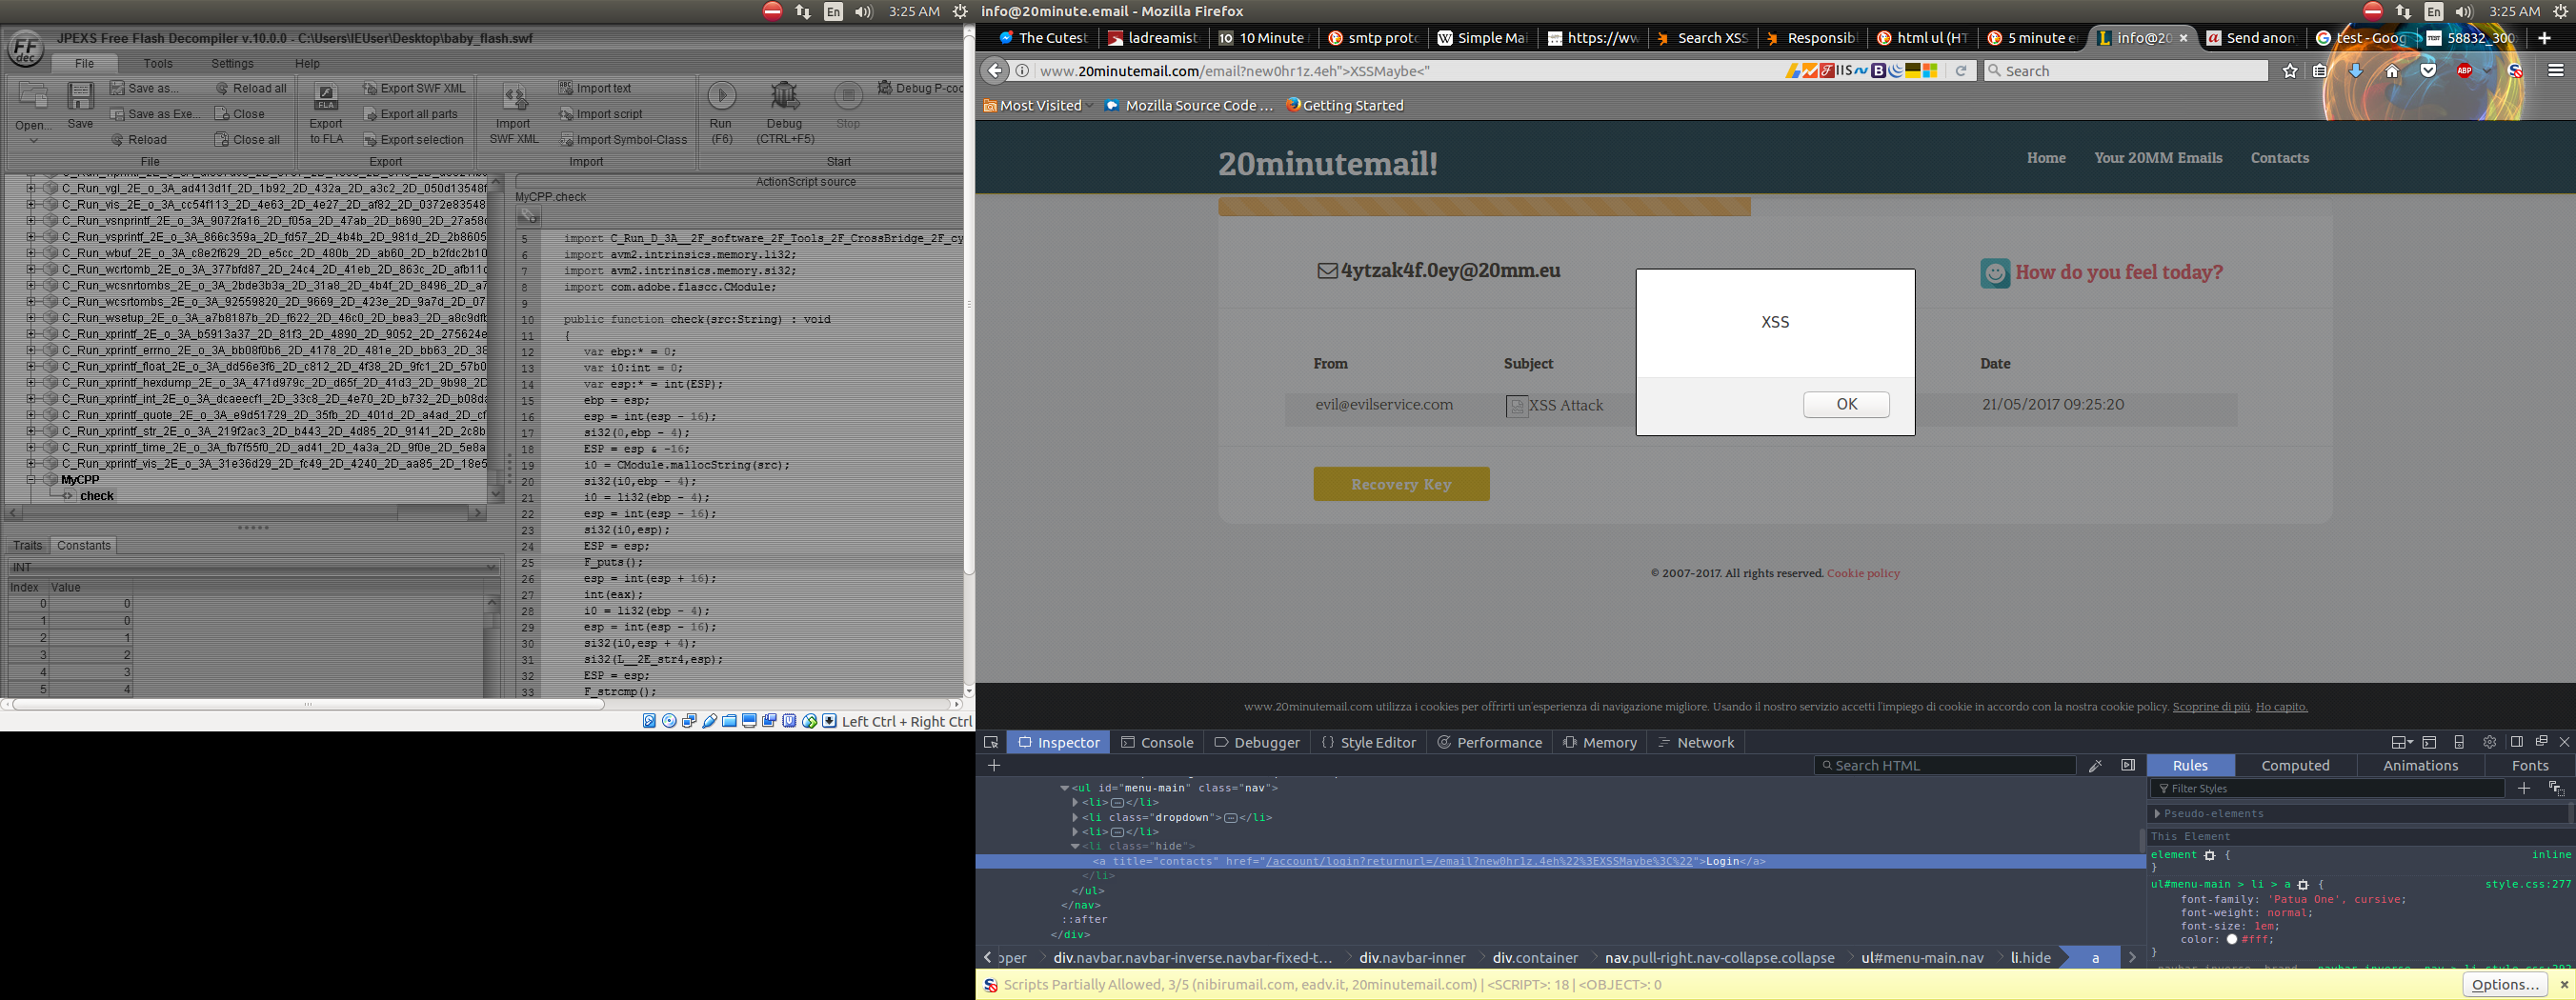 3:25 AM
En
JPEXS Free Flash Decompiler v.10.0.0 - C:\Users\IEUser\Desktop\baby_flash.swf
FF
dec
File Tools Settings Help
Open...
Save
Save as...
Save as Exe...
Reload
Reload all
Close
Close all
File
Export
to FLA
Export SWF XML
Export all parts
Export selection
Export
Import
SWF XML
Import text
Import script
Import Symbol-Class
Import
Run
(F6)
Debug
(CTRL+F5)
Stop
Debug P-co
Start
C_Run_vgl_2E_o_3A_ad413d1f_2D_1b92_2D_432a_2D_a3c2_2D_050d13548f
C_Run_vis_2E_o_3A_cc54f113_2D_4e63_2D_4e27_2D_af82_2D_0372e83548
C_Run_vsnprintf_2E_o_3A_9072fa16_2D_f05a_2D_47ab_2D_b690_2D_27a58
C_Run_vsprintf_2E_o_3A_866c359a_2D_fd57_2D_4b4b_2D_981d_2D_2b8605
C_Run_wbuf_2E_o_3A_c8e2f629_2D_e5cc_2D_480b_2D_ab60_2D_b2fdc2b10
C_Run_wcrtomb_2E_o_3A_377bfd87_2D_24c4_2D_41eb_2D_863c_2D_afb11
C_Run_wcsnrtombs_2E_o_3A_2bde3b3a_2D_31a8_2D_4b4f_2D_8496_2D_a7
C_Run_wcsrtombs_2E_o_3A_92559820_2D_9669_2D_423e_2D_9a7d_2D_07
C_Run_wsetup_2E_o_3A_a7b8187b_2D_f622_2D_46c0_2D_bea3_2D_a8c9df
C_Run_xprintf_2E_o_3A_b5913a37_2D_81f3_2D_4890_2D_9052_2D_275624e
C_Run_xprintf_errno_2E_o_3A_bb08f0b6_2D_4178_2D_481e_2D_bb63_2D_38
C_Run_xprintf_float_2E_o_3A_dd56e3f6_2D_c812_2D_4f38_2D_9fc1_2D_57b0
C_Run_xprintf_hexdump_2E_o_3A_471d979c_2D_d65f_2D_41d3_2D_9b98_2D
C_Run_xprintf_int_2E_o_3A_dcaeecf1_2D_33c8_2D_4e70_2D_b732_2D_b08d
C_Run_xprintf_quote_2E_o_3A_e9d51729_2D_35fb_2D_401d_2D_a4ad_2D_cf
C_Run_xprintf_str_2E_o_3A_219f2ac3_2D_b443_2D_4d85_2D_9141_2D_2c8b
C_Run_xprintf_time_2E_o_3A_fb7f55f0_2D_ad41_2D_4a3a_2D_9f0e_2D_5e8a
C_Run_xprintf_vis_2E_o_3A_31e36d29_2D_fc49_2D_4240_2D_aa85_2D_18e5
MyCPP
check
Traits Constants
INT
Index Value
0 0
1 0
2 1
3 2
4 3
5 4
ActionScript source
MyCPP.check
5 import C_Run_D_3A__2F_software_2F_Tools_2F_CrossBridge_2F_cy
6 import avm2.intrinsics.memory.li32;
7 import avm2.intrinsics.memory.si32;
8 import com.adobe.flascc.CModule;
9
10 public function check(src:String) : void
11 {
12 var ebp:* = 0;
13 var i0:int = 0;
14 var esp:* = int(ESP);
15 ebp = esp;
16 esp = int(esp - 16);
17 si32(0,ebp - 4);
18 ESP = esp & -16;
19 i0 = CModule.mallocString(src);
20 si32(i0,ebp - 4);
21 i0 = li32(ebp - 4);
22 esp = int(esp - 16);
23 si32(i0,esp);
24 ESP = esp;
25 F_puts();
26 esp = int(esp + 16);
27 int(eax);
28 i0 = li32(ebp - 4);
29 esp = int(esp - 16);
30 si32(i0,esp + 4);
31 si32(L__2E_str4,esp);
32 ESP = esp;
33 F_strcmp();
Left Ctrl + Right Ctrl
info@20minute.email - Mozilla Firefox
En
3:25 AM
The Cutest
ladreamist
10 10 Minute
smtp proto
W Simple Mai
https://ww
Search XSS
Responsib
html ul (HT
5 minute e
info@20
Send anon
test - Goog
58832_300
www.20minutemail.com/email?new0hr1z.4eh">XSSMaybe<"
IIS
Search
ABP
Most Visited
Mozilla Source Code ...
Getting Started
20minutemail!
Home Your 20MM Emails Contacts
4ytzak4f.0ey@20mm.eu
How do you feel today?
XSS
OK
From Subject Date
evil@evilservice.com XSS Attack 21/05/2017 09:25:20
Recovery Key
© 2007-2017. All rights reserved. Cookie policy
www.20minutemail.com utilizza i cookies per offrirti un'esperienza di navigazione migliore. Usando il nostro servizio accetti l'impiego di cookie in accordo con la nostra cookie policy. Scoprine di più. Ho capito.
Inspector Console Debugger Style Editor Performance Memory Network
Search HTML
<ul id="menu-main" class="nav">
<li></li>
<li class="dropdown"></li>
<li></li>
<li class="hide">
<a title="contacts" href="/account/login?returnurl=/email?new0hr1z.4eh%22%3EXSSMaybe%3C%22">Login</a>
</li>
</ul>
</nav>
::after
</div>
oper div.navbar.navbar-inverse.navbar-fixed-t... div.navbar-inner div.container nav.pull-right.nav-collapse.collapse ul#menu-main.nav li.hide a
Rules Computed Animations Fonts
Filter Styles
Pseudo-elements
This Element
element { inline
}
ul#menu-main > li > a { style.css:277
font-family: 'Patua One', cursive;
font-weight: normal;
font-size: 1em;
color: #fff;
}
Scripts Partially Allowed, 3/5 (nibirumail.com, eadv.it, 20minutemail.com) | <SCRIPT>: 18 | <OBJECT>: 0
Options...